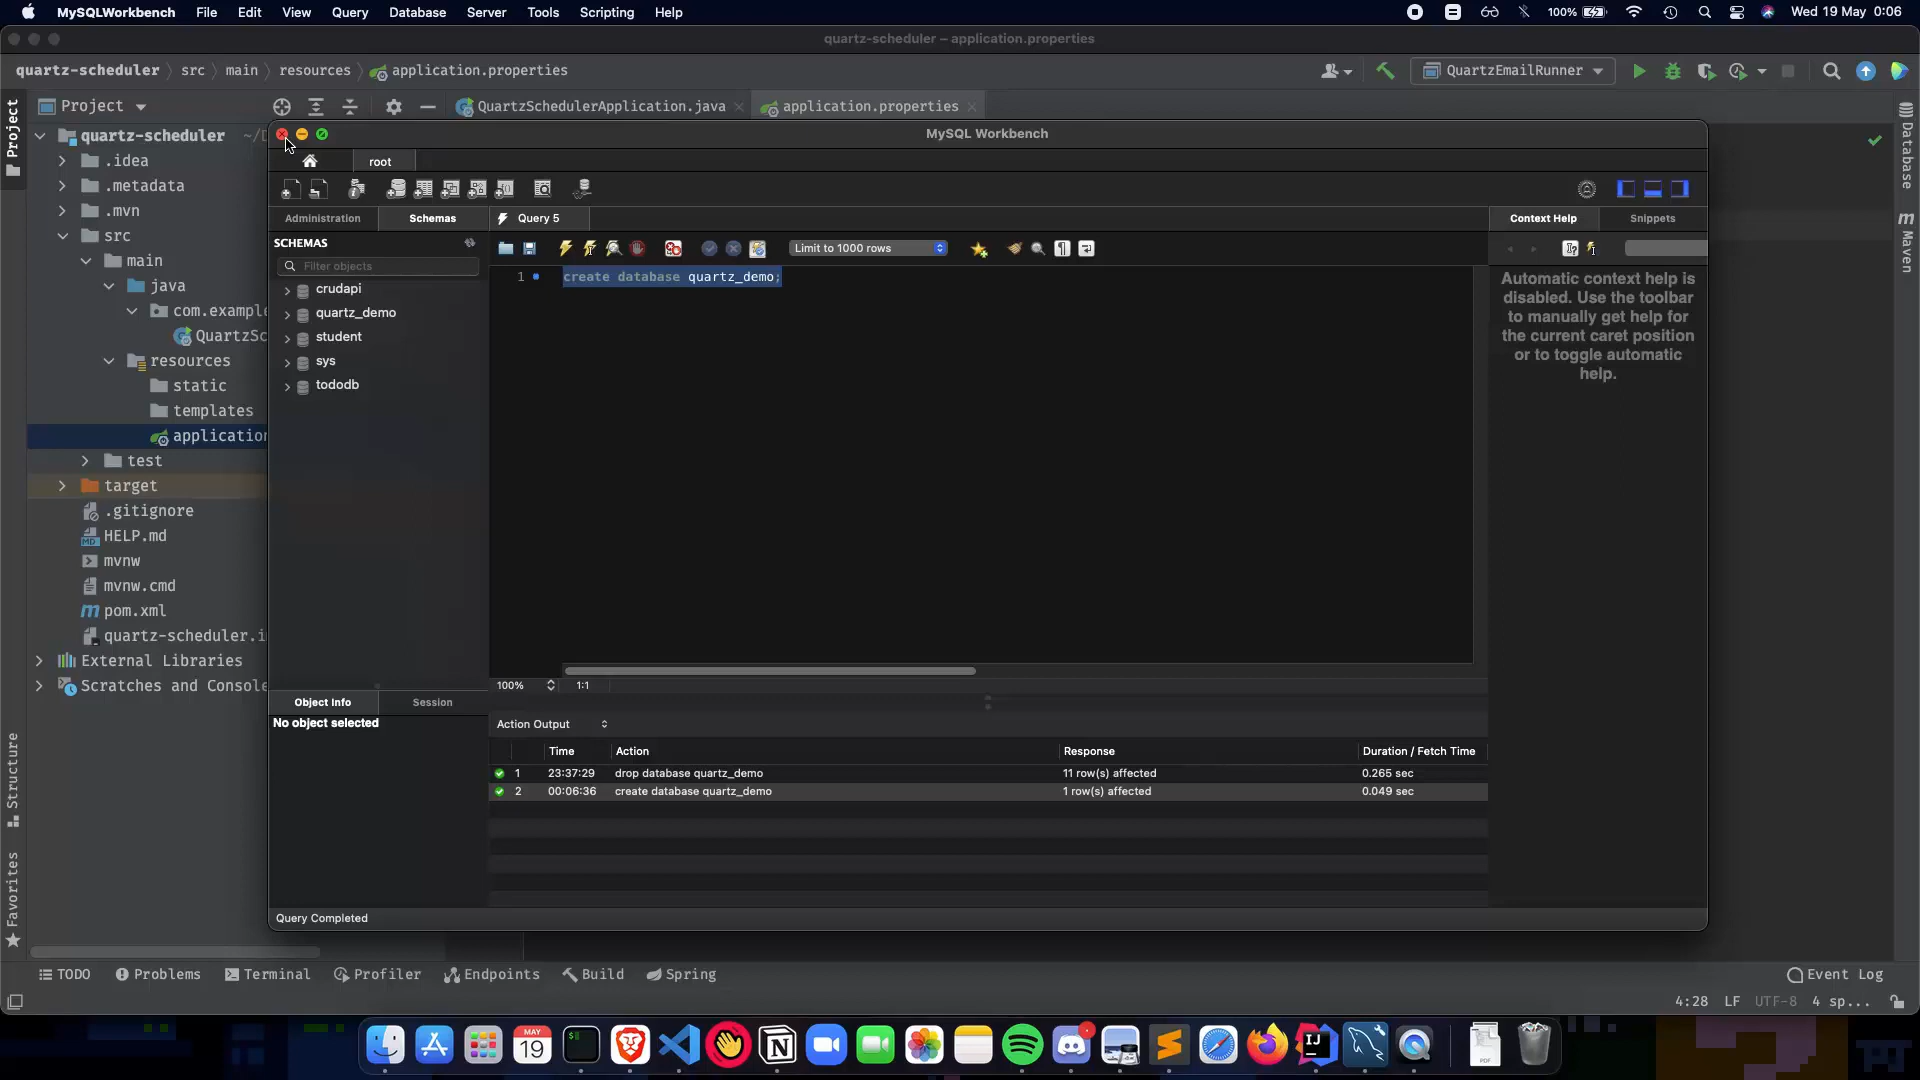 MySQLWorkbench File Edit View Query Database Server Tools Scripting Help 100% Wed 19 May 0:06
quartz-scheduler – application.properties
quartz-scheduler src main resources application.properties QuartzEmailRunner
Project Project QuartzSchedulerApplication.java application.properties
quartz-scheduler ~/D
.idea
.metadata
.mvn
src
main
java
com.example
QuartzSc
resources
static
templates
application
test
target
.gitignore
HELP.md
mvnw
mvnw.cmd
pom.xml
quartz-scheduler.i
External Libraries
Scratches and Console
Structure
Favorites
Database
Maven
MySQL Workbench
root
Administration Schemas Query 5 Context Help Snippets
SCHEMAS
Filter objects
crudapi
quartz_demo
student
sys
tododb
Object Info Session
No object selected
Limit to 1000 rows
1 create database quartz_demo;
100% 1:1
Automatic context help is
disabled. Use the toolbar
to manually get help for
the current caret position
or to toggle automatic
help.
Action Output
Time Action Response Duration / Fetch Time
1 23:37:29 drop database quartz_demo 11 row(s) affected 0.265 sec
2 00:06:36 create database quartz_demo 1 row(s) affected 0.049 sec
Query Completed
TODO Problems Terminal Profiler Endpoints Build Spring Event Log
4:28 LF UTF-8 4 sp...
MAY
19
IJ
PDF